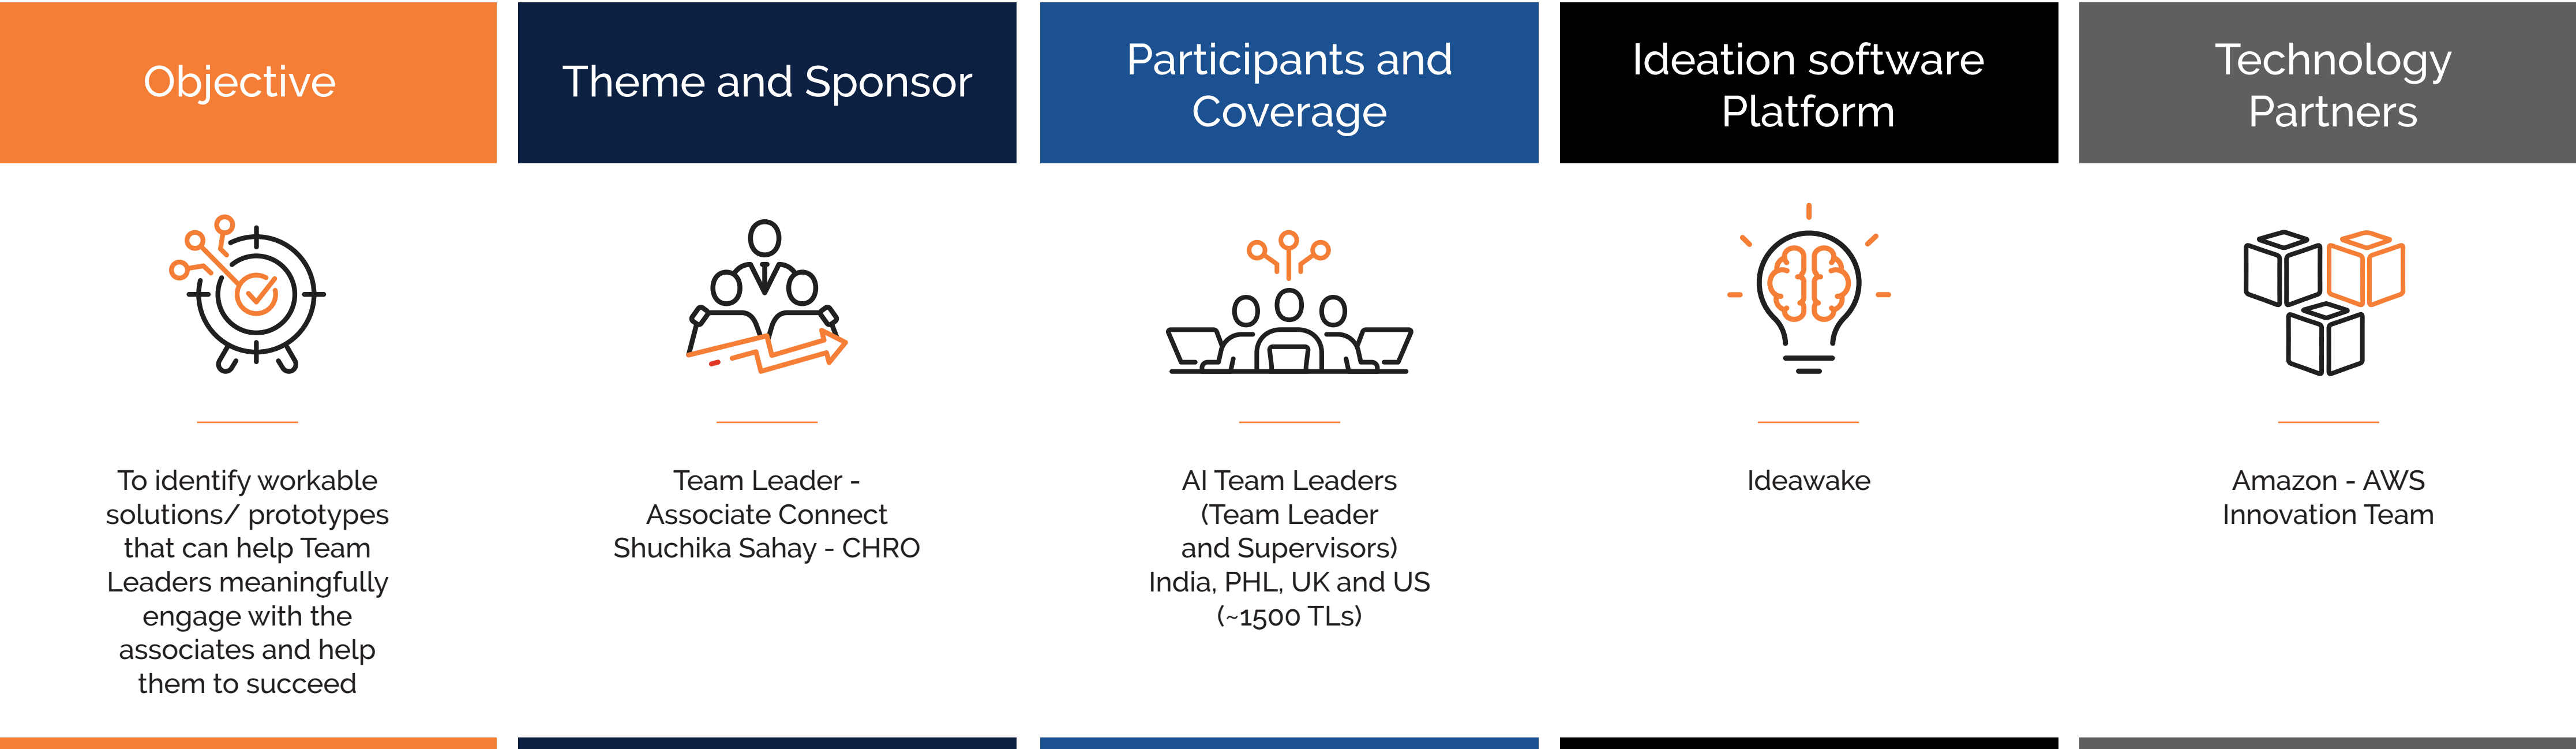 Objective
To identify workable
solutions/ prototypes
that can help Team
Leaders meaningfully
engage with the
associates and help
them to succeed
Theme and Sponsor
Team Leader -
Associate Connect
Shuchika Sahay - CHRO
Participants and
Coverage
AI Team Leaders
(Team Leader
and Supervisors)
India, PHL, UK and US
(~1500 TLs)
Ideation software
Platform
Ideawake
Technology
Partners
Amazon - AWS
Innovation Team